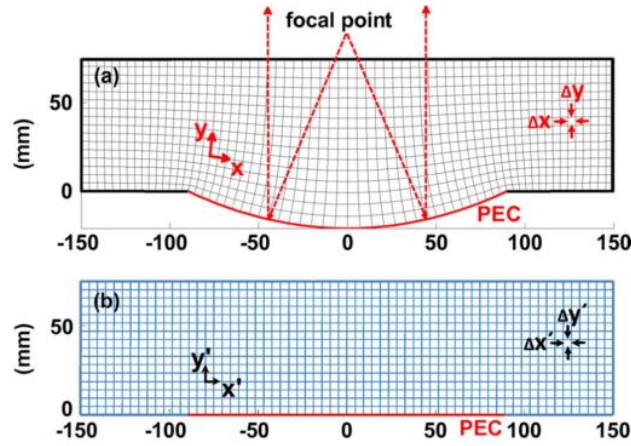 focal point
(a)
50
(mm)
0
y
x
Δy
Δx
PEC
-150 -100 -50 0 50 100 150
(b)
50
(mm)
0
y'
x'
Δy'
Δx'
PEC
-150 -100 -50 0 50 100 150